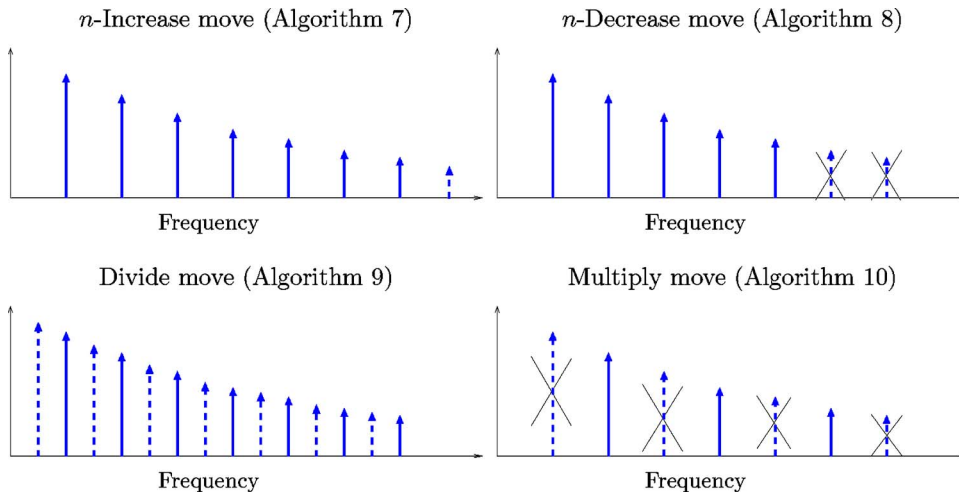 n-Increase move (Algorithm 7)
n-Decrease move (Algorithm 8)
Frequency
Frequency
Divide move (Algorithm 9)
Multiply move (Algorithm 10)
Frequency
Frequency